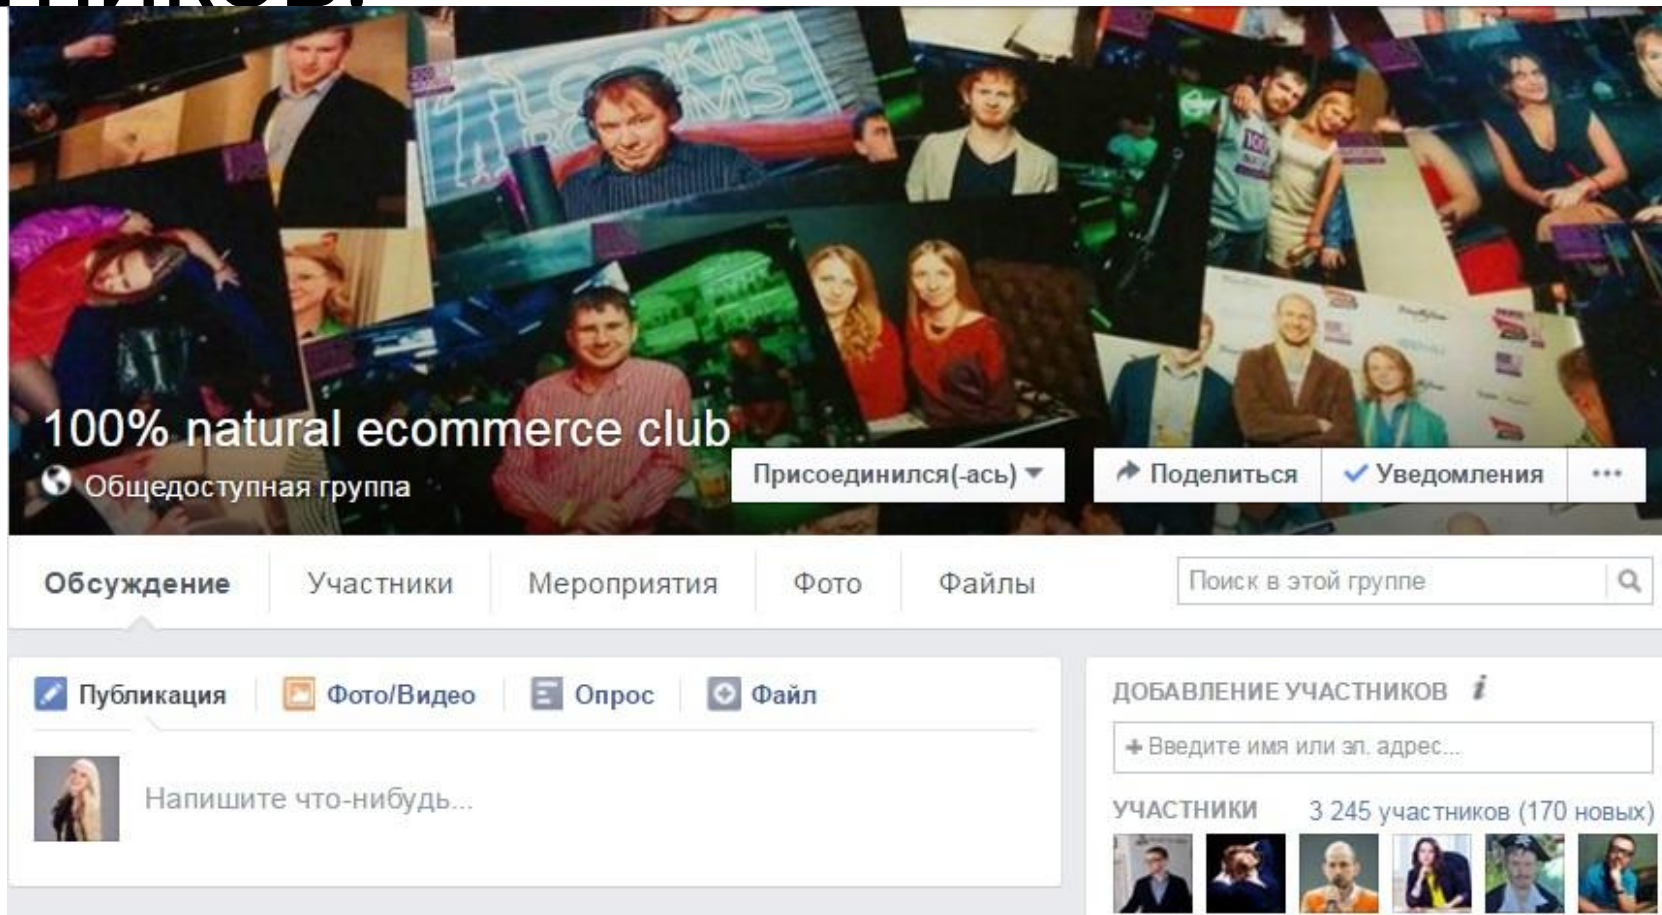 COOKIN
ROOMS
100% natural ecommerce club
Общедоступная группа
Присоединился(-ась)
Поделиться
Уведомления
Обсуждение
Участники
Мероприятия
Фото
Файлы
Поиск в этой группе
Публикация
Фото/Видео
Опрос
Файл
Напишите что-нибудь...
ДОБАВЛЕНИЕ УЧАСТНИКОВ i
+ Введите имя или эл. адрес...
УЧАСТНИКИ 3 245 участников (170 новых)